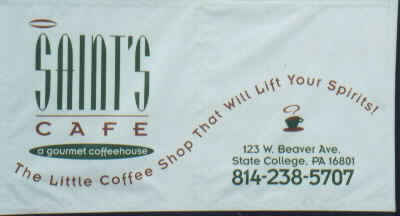 SAINT'S
CAFE
a gourmet coffeehouse
The Little Coffee Shop That Will Lift Your Spirits!
123 W. Beaver Ave.
State College, PA 16801
814-238-5707